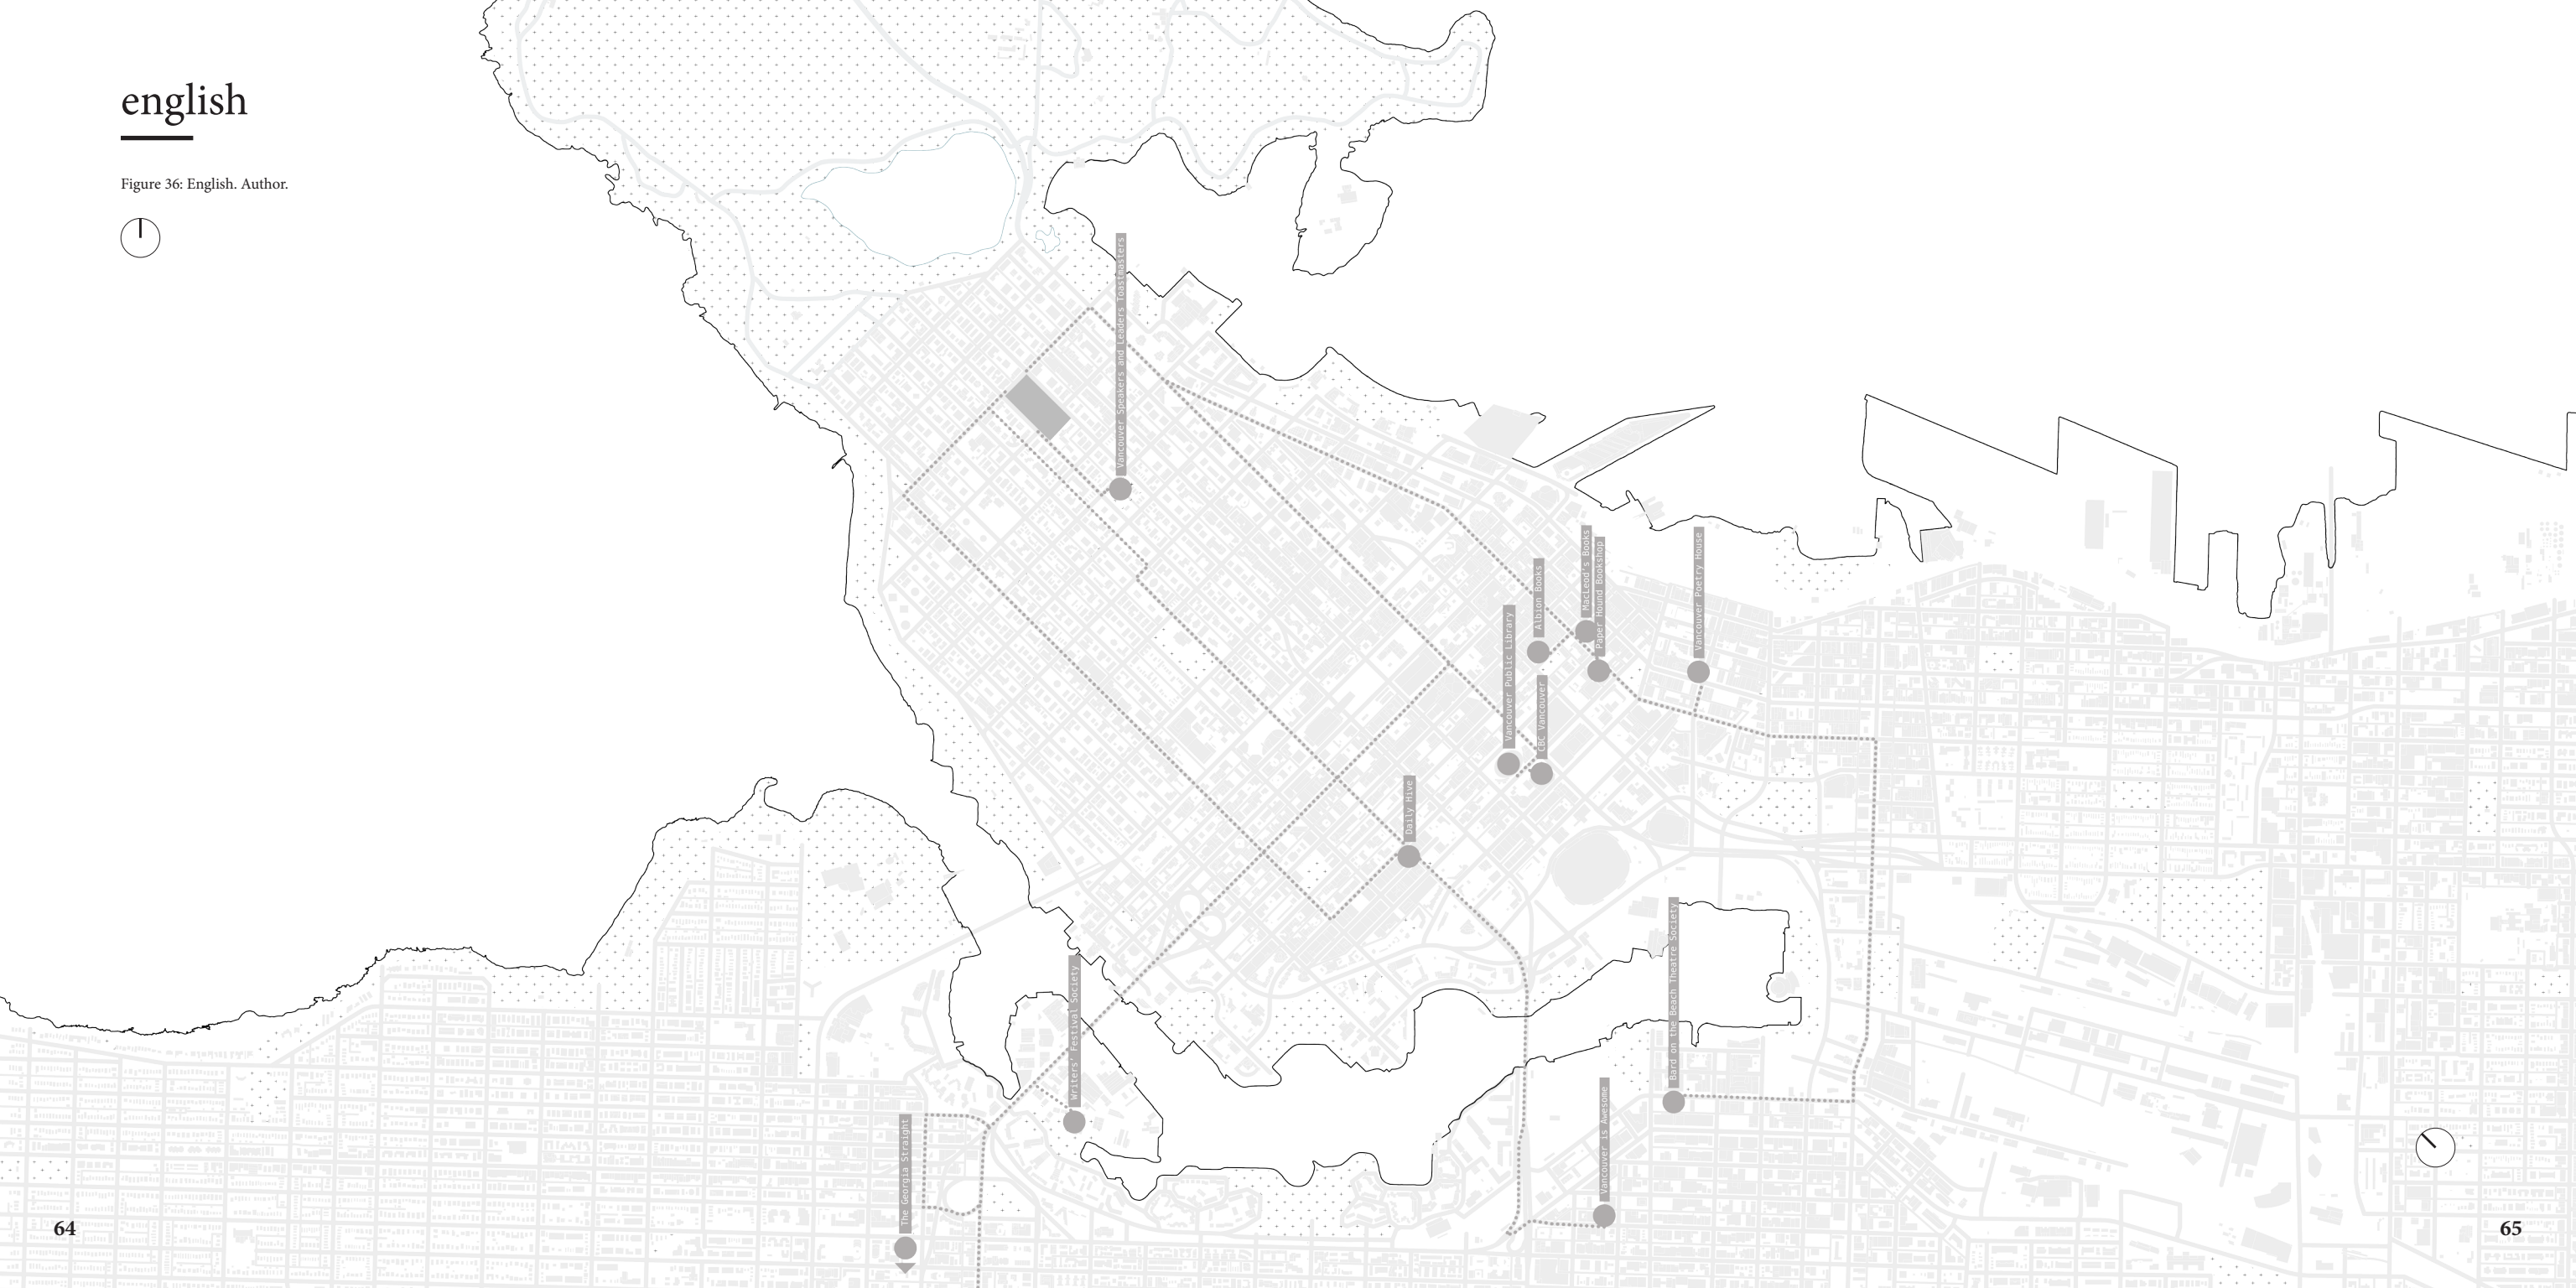 english
Figure 36: English. Author.
Vancouver Speakers and Leaders Toastmasters
MacLeod's Books
Paper Hound Bookshop
Vancouver Poetry House
Albion Books
Vancouver Public Library
CBC Vancouver
Daily Hive
Bard on the Beach Theatre Society
Writers' Festival Society
Vancouver is Awesome
The Georgia Straight
64
65